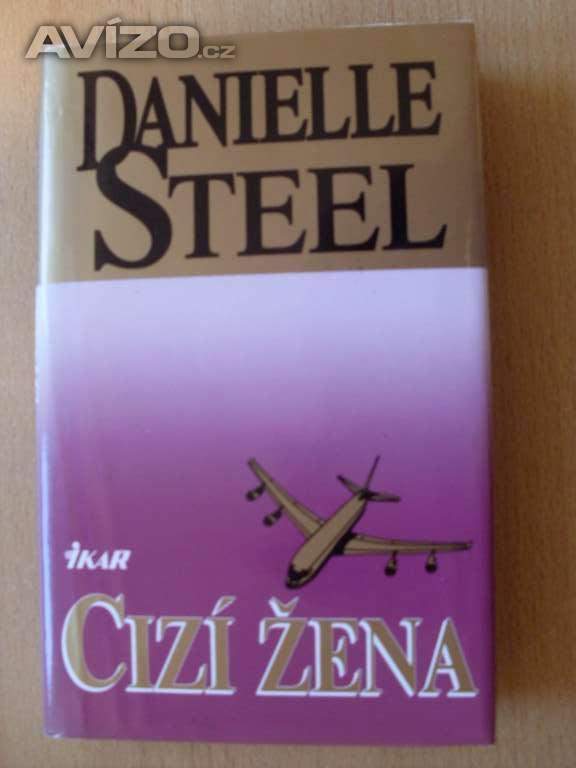 AVÍZO.cz
DANIELLE
STEEL
IKAR
CIZÍ ŽENA